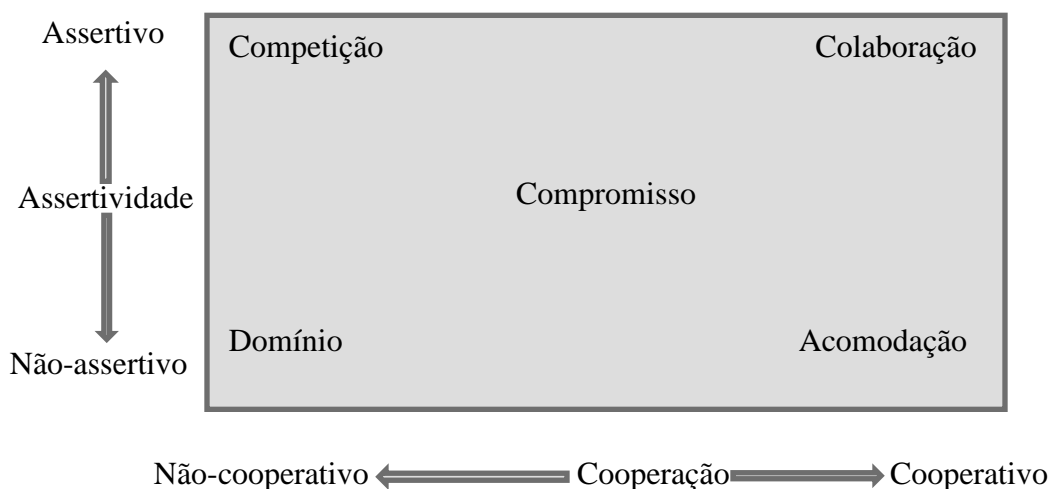 Assertivo
Competição
Colaboração
Assertividade
Compromisso
Domínio
Acomodação
Não-assertivo
Não-cooperativo
Cooperação
Cooperativo